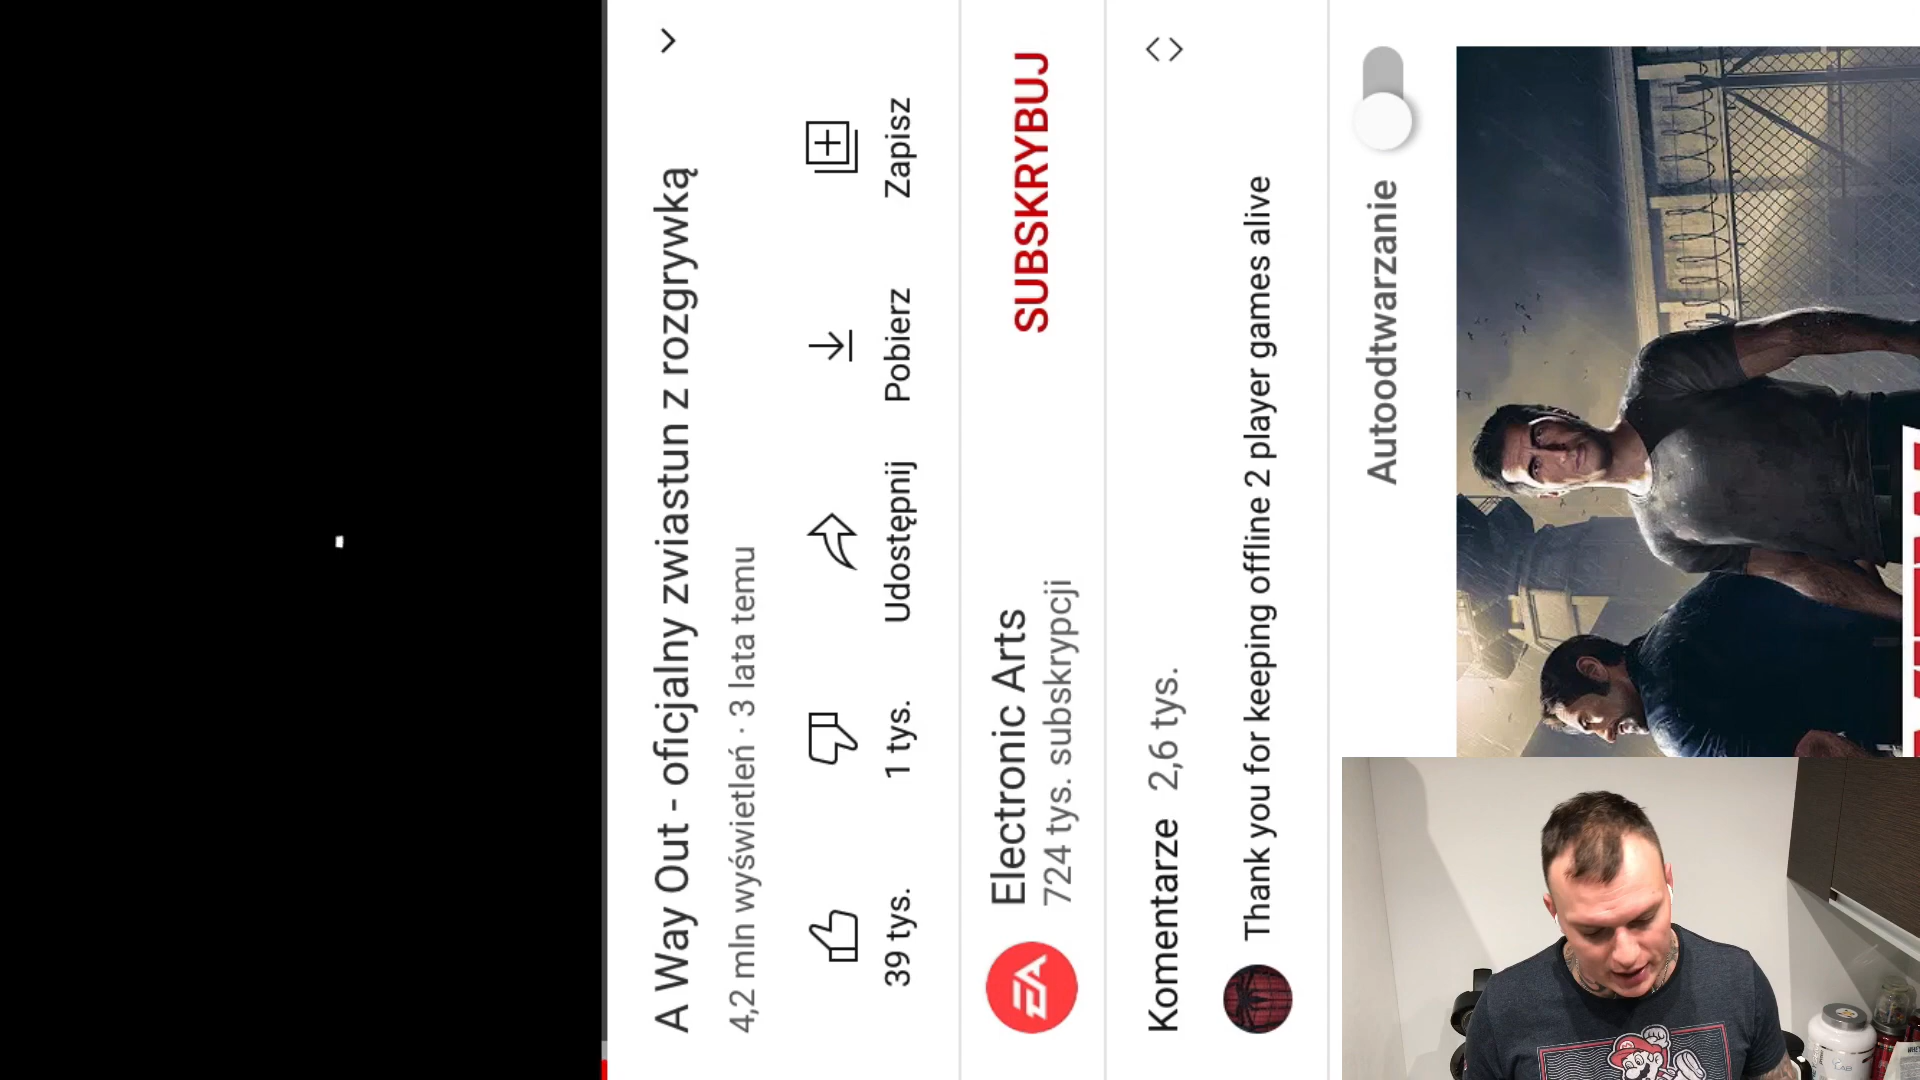 A Way Out - oficjalny zwiastun z rozgrywką
4,2 mln wyświetleń · 3 lata temu
39 tys.
1 tys.
Udostępnij
Pobierz
Zapisz
EA
Electronic Arts
724 tys. subskrypcji
SUBSKRYBUJ
Komentarze 2,6 tys.
Thank you for keeping offline 2 player games alive
Autoodtwarzanie